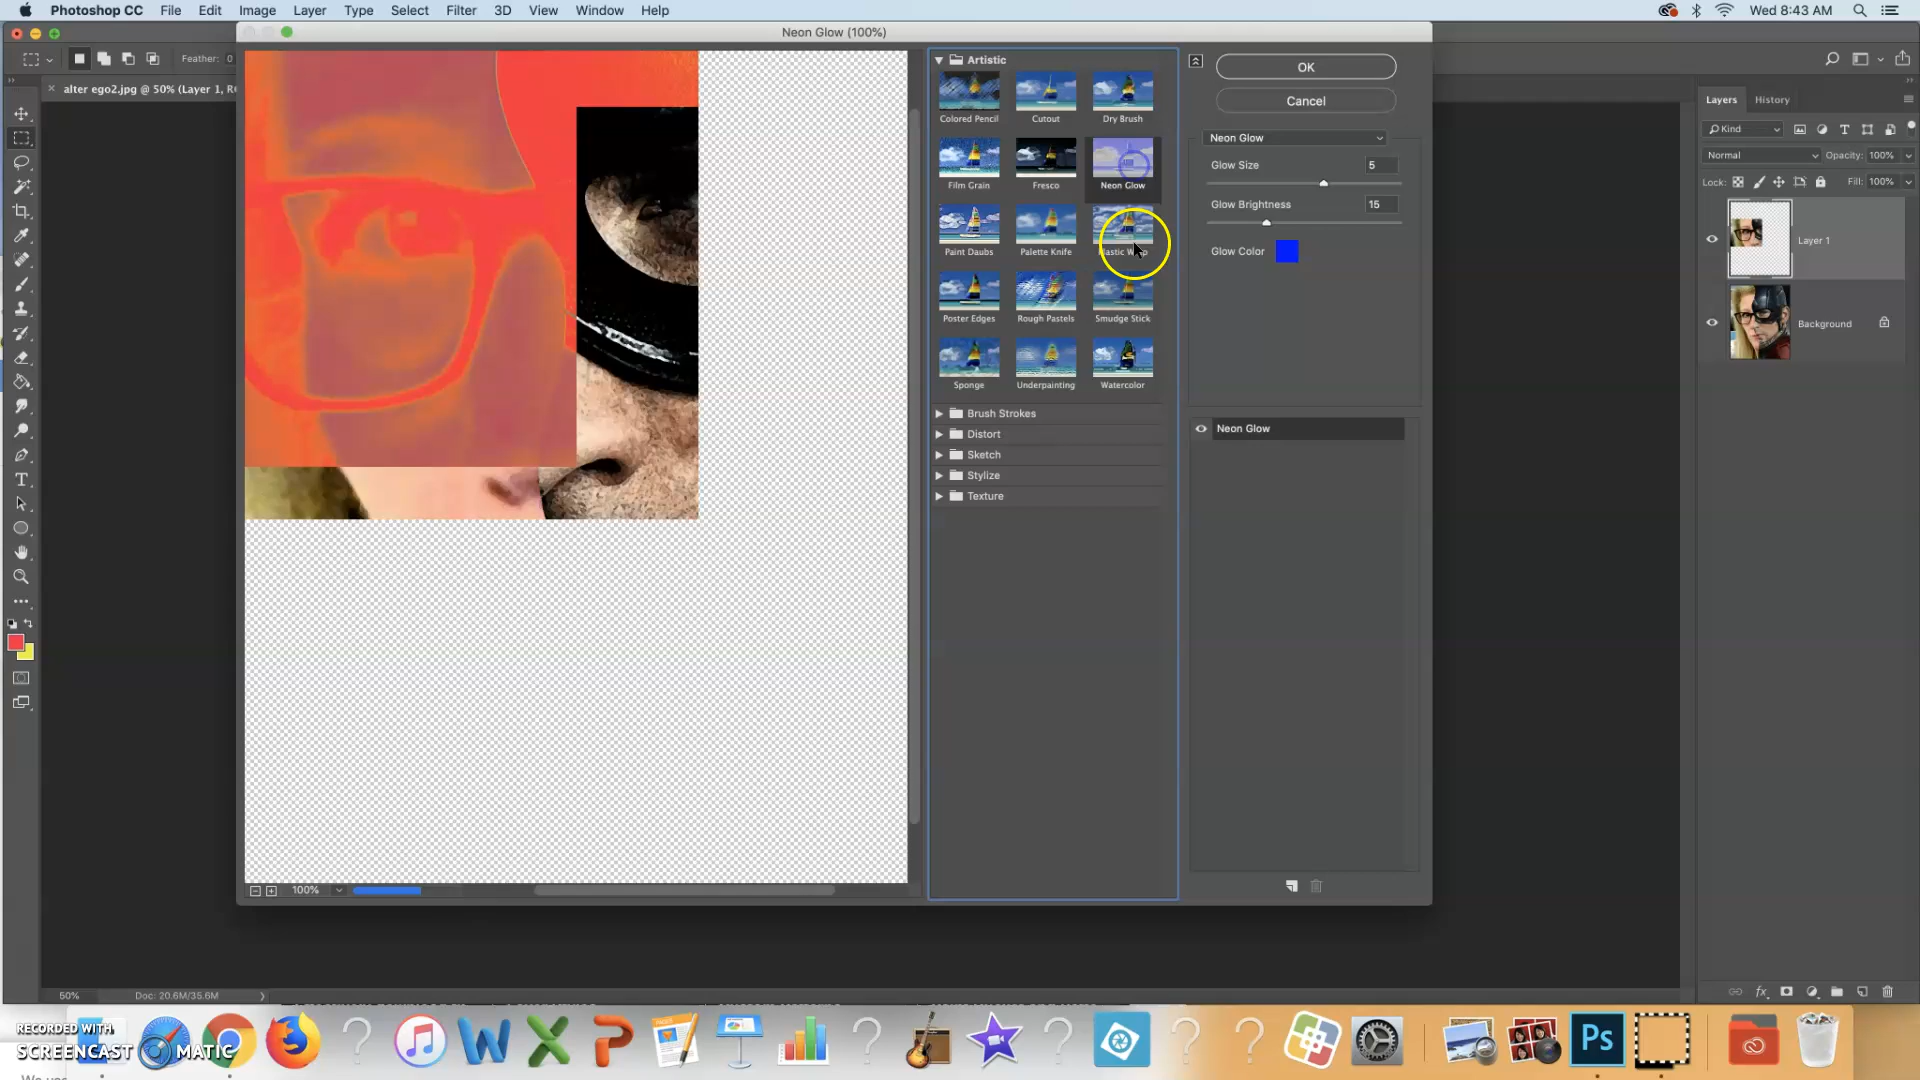 Photoshop CC File Edit Image Layer Type Select Filter 3D View Window Help Wed 8:43 AM
Neon Glow (100%)
Feather: 0
alter ego2.jpg @ 50% (Layer 1, R
Artistic
Colored Pencil Cutout Dry Brush
Film Grain Fresco Neon Glow
Paint Daubs Palette Knife
Poster Edges Rough Pastels Smudge Stick
Sponge Underpainting Watercolor
Brush Strokes
Distort
Sketch
Stylize
Texture
OK
Cancel
Neon Glow
Glow Size 5
Glow Brightness 15
Glow Color
Neon Glow
Layers History
Kind
Normal Opacity: 100%
Lock: Fill: 100%
Layer 1
Background
100%
50% Doc: 20.6M/35.6M
RECORDED WITH
SCREENCAST MATIC
Ps